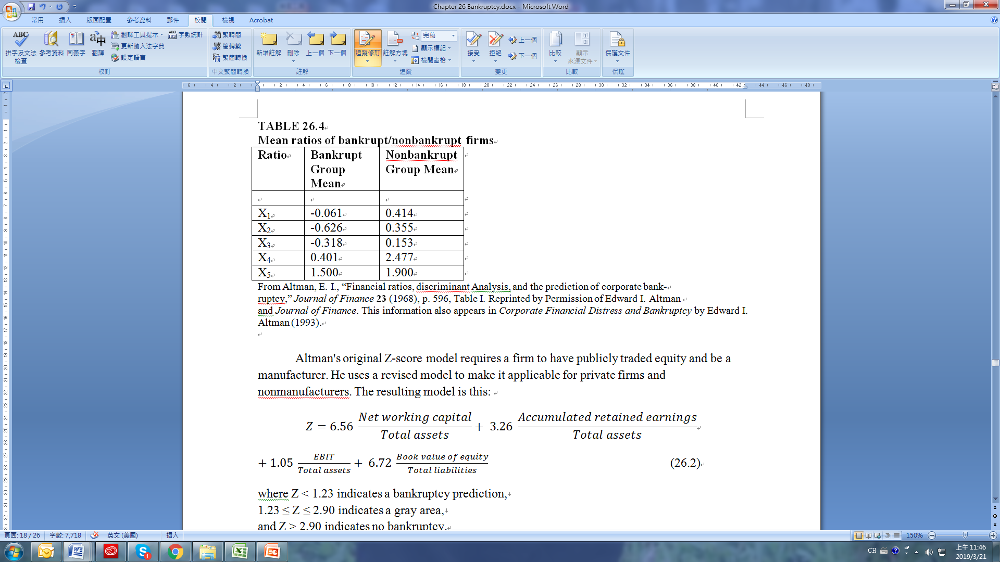 Chapter 26 Bankruptcy.docx - Microsoft Word
常用 插入 版面配置 參考資料 郵件 校閱 檢視 Acrobat
拼字及文法檢查 參考資料 同義字 翻譯 翻譯工具提示 字數統計
更新輸入法字典
設定語言
校訂
繁轉簡
簡轉繁
繁簡轉換
中文繁簡轉換
新增註解 刪除 上一個 下一個
註解
追蹤修訂 註解方塊 完稿
顯示標記
檢閱窗格
追蹤
接受 拒絕 上一個
下一個
變更
比較 顯示來源文件
比較
保護文件
保護
TABLE 26.4
Mean ratios of bankrupt/nonbankrupt firms
Ratio Bankrupt Group Mean Nonbankrupt Group Mean
X1 -0.061 0.414
X2 -0.626 0.355
X3 -0.318 0.153
X4 0.401 2.477
X5 1.500 1.900
From Altman, E. I., “Financial ratios, discriminant Analysis, and the prediction of corporate bank-
ruptcy,” Journal of Finance 23 (1968), p. 596, Table I. Reprinted by Permission of Edward I. Altman
and Journal of Finance. This information also appears in Corporate Financial Distress and Bankruptcy by Edward I.
Altman (1993).
Altman's original Z-score model requires a firm to have publicly traded equity and be a
manufacturer. He uses a revised model to make it applicable for private firms and
nonmanufacturers. The resulting model is this:
Z = 6.56 Net working capital / Total assets + 3.26 Accumulated retained earnings / Total assets
+ 1.05 EBIT / Total assets + 6.72 Book value of equity / Total liabilities (26.2)
where Z < 1.23 indicates a bankruptcy prediction,
1.23 ≤ Z ≤ 2.90 indicates a gray area,
and Z > 2.90 indicates no bankruptcy.
頁面: 18 / 26 字數: 7,718 英文 (美國) 插入 150%
CH 上午 11:46
2019/3/21